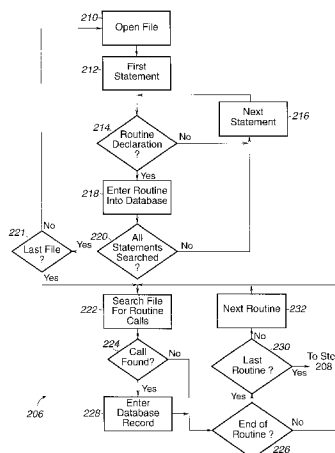 210
Open File
212
First
Statement
Next
Statement
216
214
Routine
Declaration
?
No
Yes
218
Enter Routine
Into Database
221
No
220
All
Statements
Searched
?
No
Last File
?
Yes
Yes
Search File
For Routine
Calls
222
Next Routine
232
No
224
Call
Found?
No
230
Last
Routine ?
Yes
To Ste
208
Yes
Yes
206
228
Enter
Database
Record
End of
Routine ?
No
226